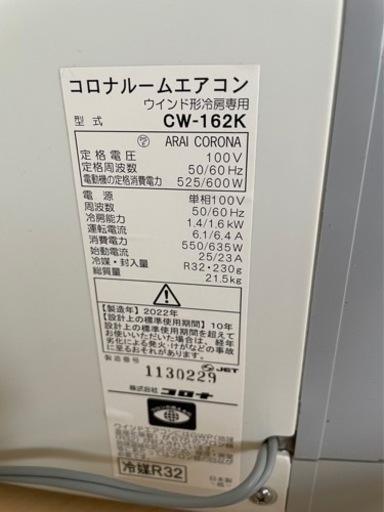 コロナルームエアコン
ウインド形冷房専用
型式 CW-162K
ARAI CORONA
定格電圧 100V
定格周波数 50/60Hz
電動機の定格消費電力 525/600W
電源 単相100V
周波数 50/60Hz
冷房能力 1.4/1.6kW
運転電流 6.1/6.4A
消費電力 550/635W
始動電流 25/23A
冷媒・封入量 R32・230g
総質量 21.5kg
【製造年】2022年
【設計上の標準使用期間】10年
設計上の標準使用期間を超えて
お使いいただいた場合は、経年
劣化による発火・けがなどの事故
に至るおそれがあります。
製造番号 1130229 JET
株式会社コロナ
冷媒R32
日本製